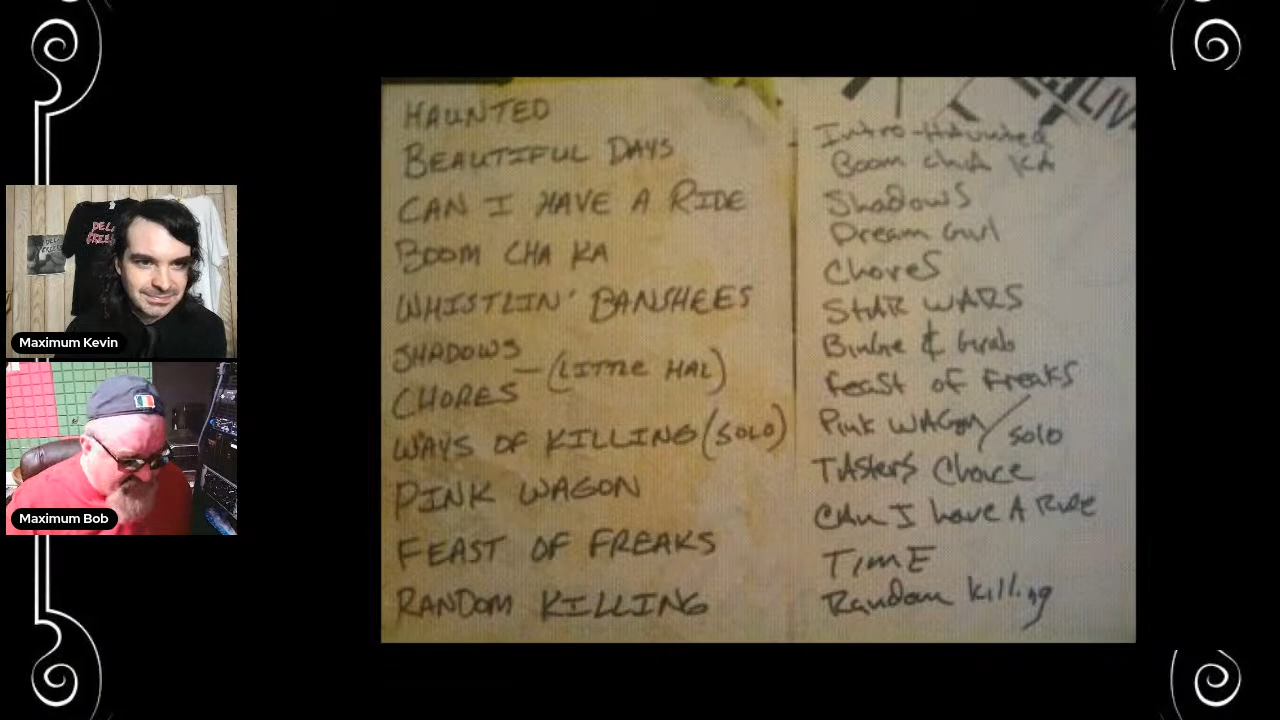 HAUNTED
BEAUTIFUL DAYS
CAN I HAVE A RIDE
BOOM CHA KA
WHISTLIN' BANSHEES
SHADOWS
— (LITTLE HAL)
CHORES
WAYS OF KILLING (SOLO)
PINK WAGON
FEAST OF FREAKS
RANDOM KILLING
LIV
Intro-Haunted
Boom chA KA
Shadows
Dream Girl
Chores
StAR WARS
& Grab
Feast of Freaks
Pink WAGon / Solo
TAsters Choice
CAn I have A Ride
TimE
Random killing
Maximum Kevin
Maximum Bob